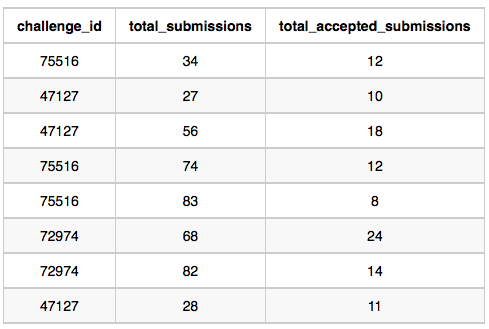 challenge_id total_submissions total_accepted_submissions
75516 34 12
47127 27 10
47127 56 18
75516 74 12
75516 83 8
72974 68 24
72974 82 14
47127 28 11